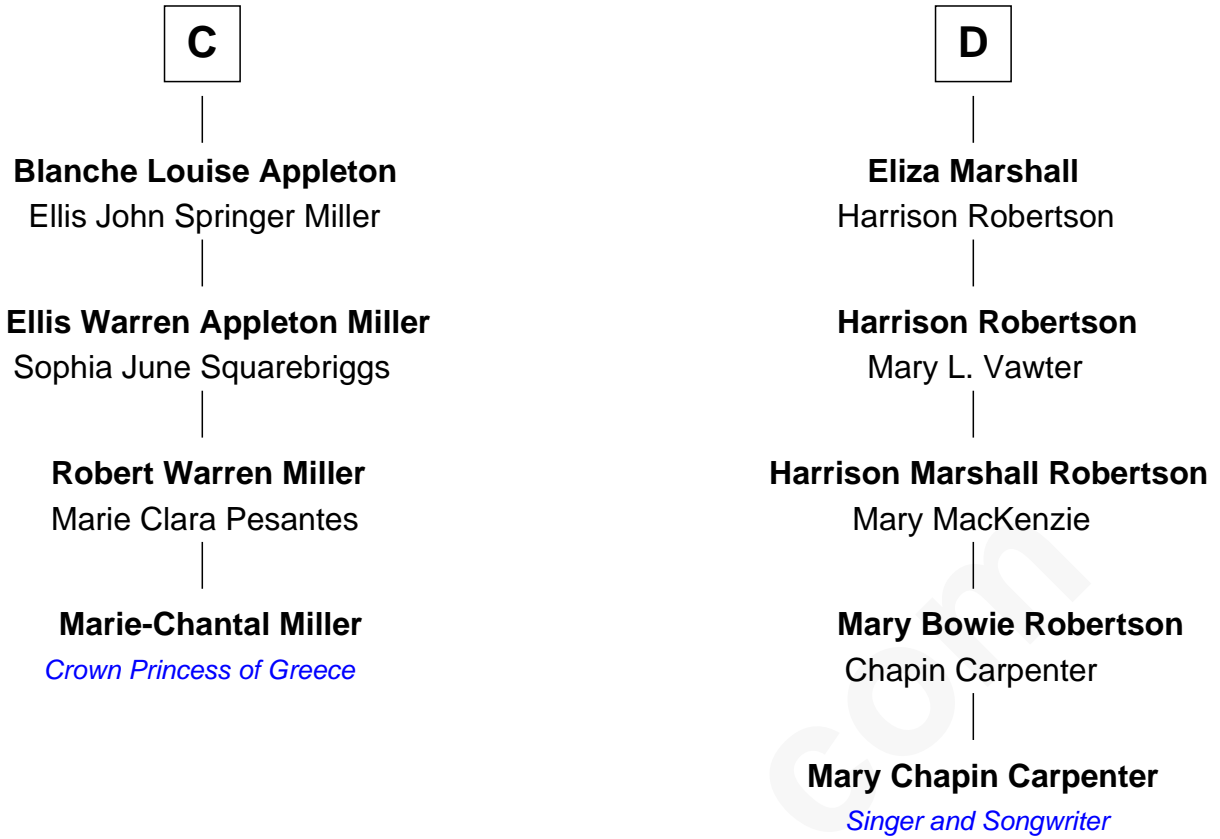 C
Blanche Louise Appleton
Ellis John Springer Miller
Ellis Warren Appleton Miller
Sophia June Squarebriggs
Robert Warren Miller
Marie Clara Pesantes
Marie-Chantal Miller
Crown Princess of Greece
D
Eliza Marshall
Harrison Robertson
Harrison Robertson
Mary L. Vawter
Harrison Marshall Robertson
Mary MacKenzie
Mary Bowie Robertson
Chapin Carpenter
Mary Chapin Carpenter
Singer and Songwriter
com